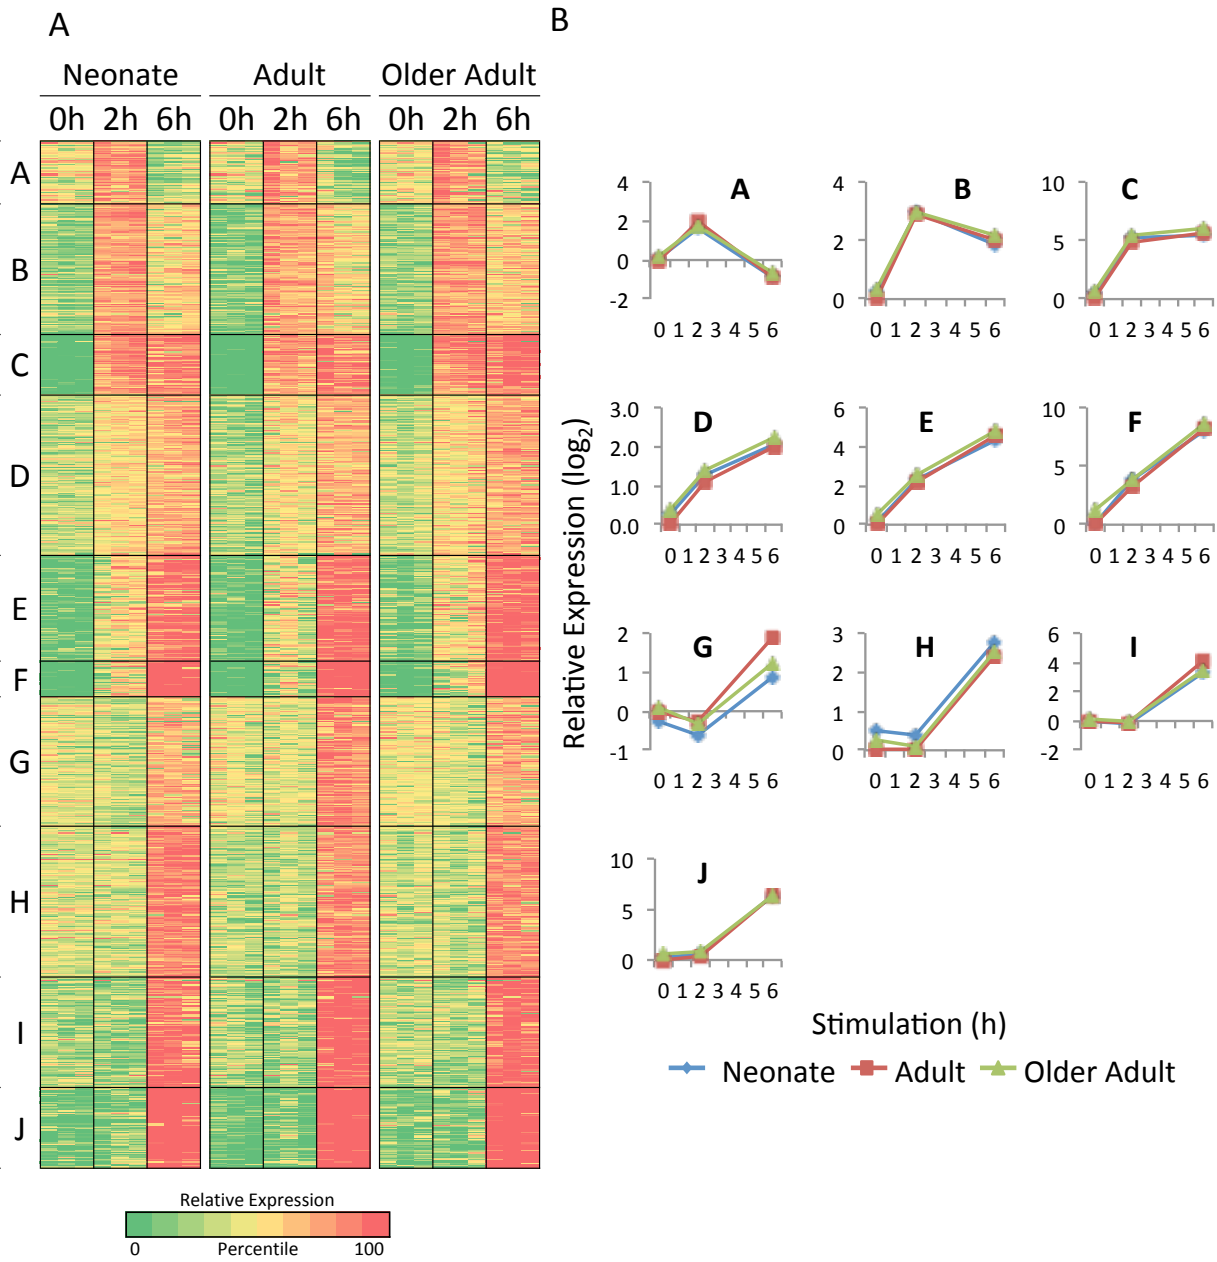 A
B
Neonate Adult Older Adult
0h 2h 6h 0h 2h 6h 0h 2h 6h
A
B
C
D
E
F
G
H
I
J
Relative Expression
0 Percentile 100
Relative Expression (log2)
A
4
2
0
-2
0 1 2 3 4 5 6
B
4
2
0
0 1 2 3 4 5 6
C
10
5
0
0 1 2 3 4 5 6
D
3.0
2.0
1.0
0.0
0 1 2 3 4 5 6
E
6
4
2
0
0 1 2 3 4 5 6
F
10
5
0
0 1 2 3 4 5 6
G
2
1
0
-1
0 1 2 3 4 5 6
H
3
2
1
0
0 1 2 3 4 5 6
I
6
4
2
0
-2
0 1 2 3 4 5 6
J
10
5
0
0 1 2 3 4 5 6
Stimulation (h)
Neonate Adult Older Adult